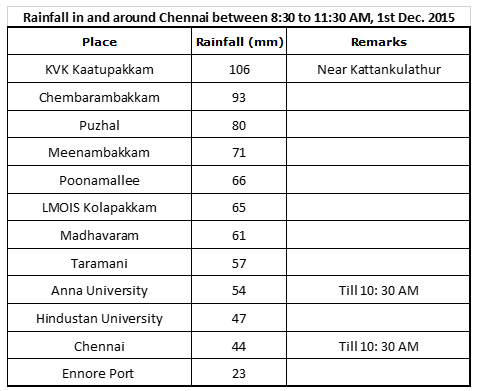 Rainfall in and around Chennai between 8:30 to 11:30 AM, 1st Dec. 2015
Place Rainfall (mm) Remarks
KVK Kaatupakkam 106 Near Kattankulathur
Chembarambakkam 93
Puzhal 80
Meenambakkam 71
Poonamallee 66
LMOIS Kolapakkam 65
Madhavaram 61
Taramani 57
Anna University 54 Till 10: 30 AM
Hindustan University 47
Chennai 44 Till 10: 30 AM
Ennore Port 23